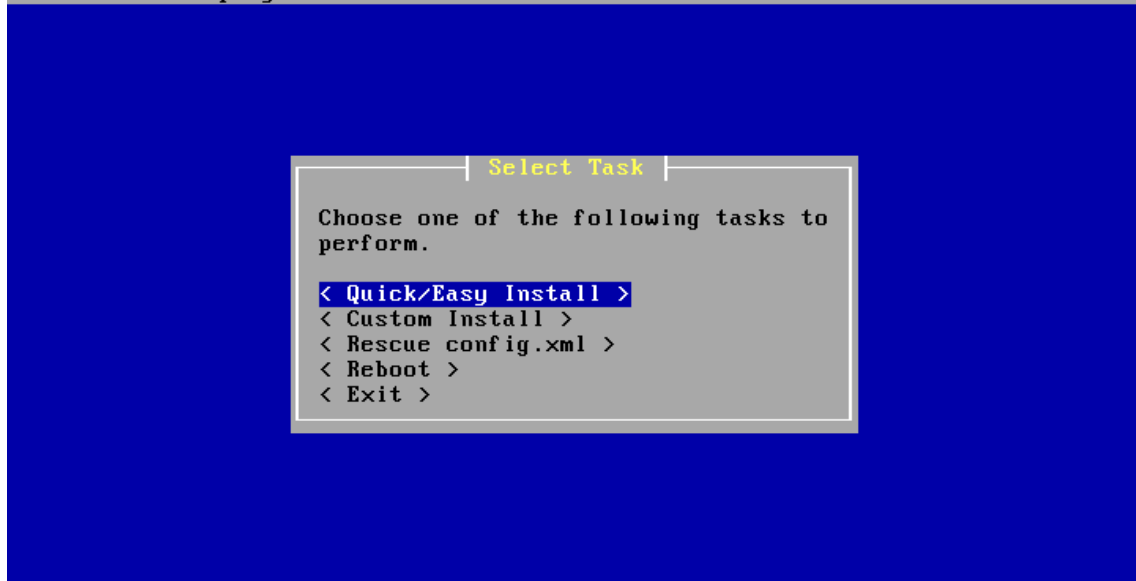 Select Task
Choose one of the following tasks to
perform.
< Quick/Easy Install >
< Custom Install >
< Rescue config.xml >
< Reboot >
< Exit >